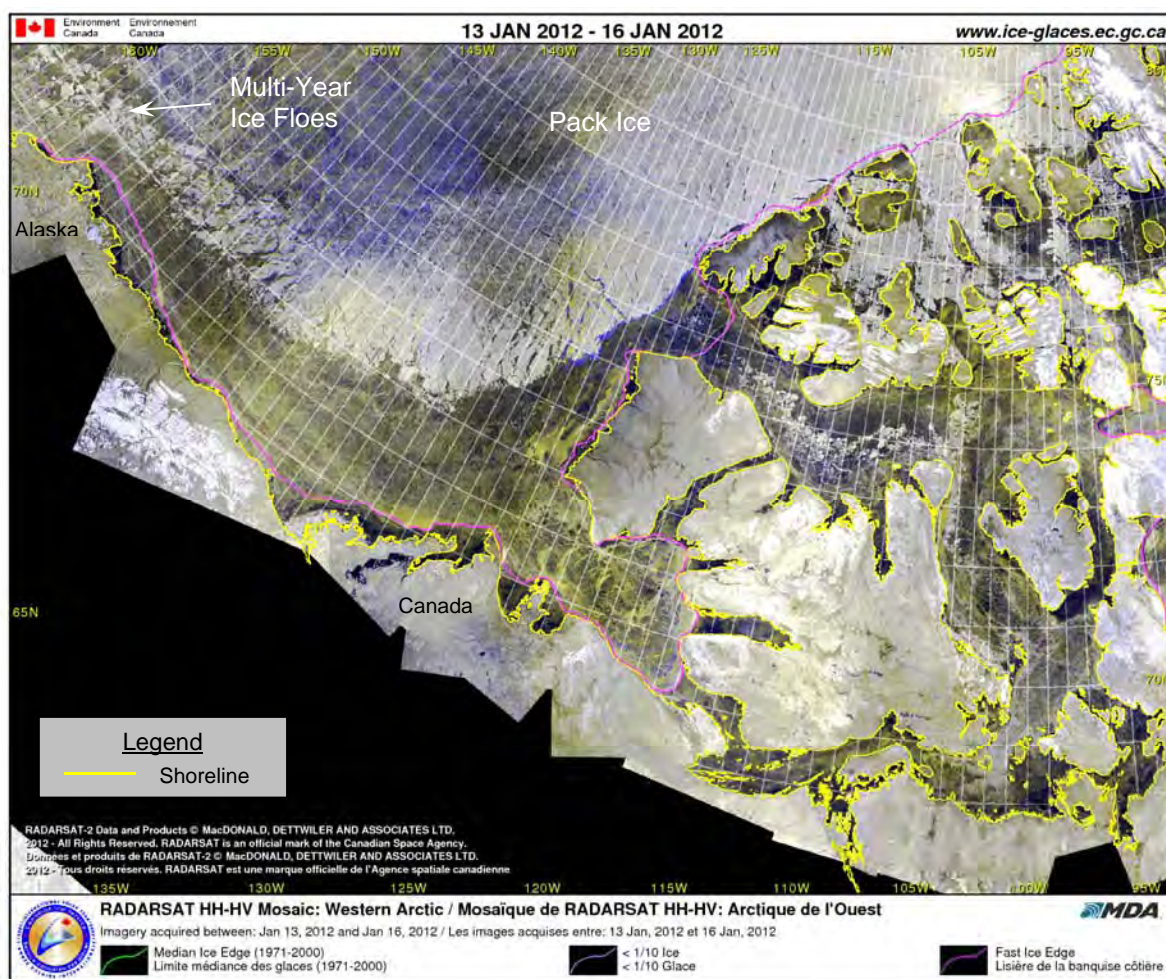 Environment Environnement
Canada Canada
13 JAN 2012 - 16 JAN 2012
www.ice-glaces.ec.gc.ca
160W 155W 150W 145W 140W 135W 130W 125W 115W 105W 95W
80N
Multi-Year
Ice Floes
Pack Ice
70N
Alaska
75N
65N
Canada
70N
Legend
Shoreline
RADARSAT-2 Data and Products © MacDONALD, DETTWILER AND ASSOCIATES LTD.
2012 - All Rights Reserved. RADARSAT is an official mark of the Canadian Space Agency.
Données et produits de RADARSAT-2 © MacDONALD, DETTWILER AND ASSOCIATES LTD.
2012 - Tous droits réservés. RADARSAT est une marque officielle de l'Agence spatiale canadienne
135W 130W 125W 120W 115W 110W 105W 100W 95W
RADARSAT HH-HV Mosaic: Western Arctic / Mosaïque de RADARSAT HH-HV: Arctique de l'Ouest
MDA
Imagery acquired between: Jan 13, 2012 and Jan 16, 2012 / Les images acquises entre: 13 Jan, 2012 et 16 Jan, 2012
Median Ice Edge (1971-2000)
Limite médiane des glaces (1971-2000)
< 1/10 Ice
< 1/10 Glace
Fast Ice Edge
Lisière de la banquise côtière